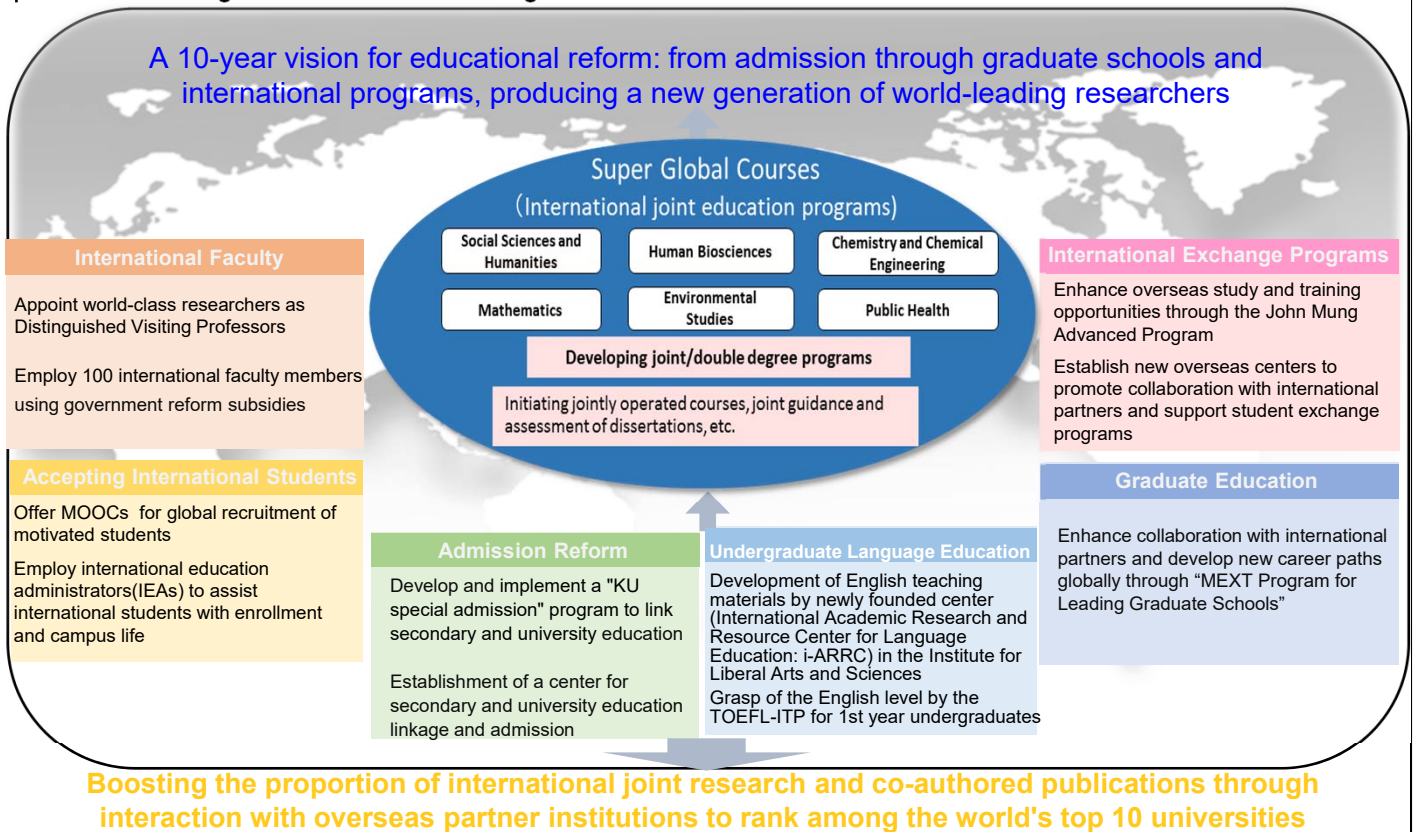 A 10-year vision for educational reform: from admission through graduate schools and
international programs, producing a new generation of world-leading researchers
Super Global Courses
(International joint education programs)
Social Sciences and
Humanities
Human Biosciences
Chemistry and Chemical
Engineering
Mathematics
Environmental
Studies
Public Health
Developing joint/double degree programs
Initiating jointly operated courses, joint guidance and
assessment of dissertations, etc.
International Faculty
Appoint world-class researchers as
Distinguished Visiting Professors
Employ 100 international faculty members
using government reform subsidies
Accepting International Students
Offer MOOCs for global recruitment of
motivated students
Employ international education
administrators(IEAs) to assist
international students with enrollment
and campus life
Admission Reform
Develop and implement a "KU
special admission" program to link
secondary and university education
Establishment of a center for
secondary and university education
linkage and admission
Undergraduate Language Education
Development of English teaching
materials by newly founded center
(International Academic Research and
Resource Center for Language
Education: i-ARRC) in the Institute for
Liberal Arts and Sciences
Grasp of the English level by the
TOEFL-ITP for 1st year undergraduates
International Exchange Programs
Enhance overseas study and training
opportunities through the John Mung
Advanced Program
Establish new overseas centers to
promote collaboration with international
partners and support student exchange
programs
Graduate Education
Enhance collaboration with international
partners and develop new career paths
globally through “MEXT Program for
Leading Graduate Schools”
Boosting the proportion of international joint research and co-authored publications through
interaction with overseas partner institutions to rank among the world's top 10 universities